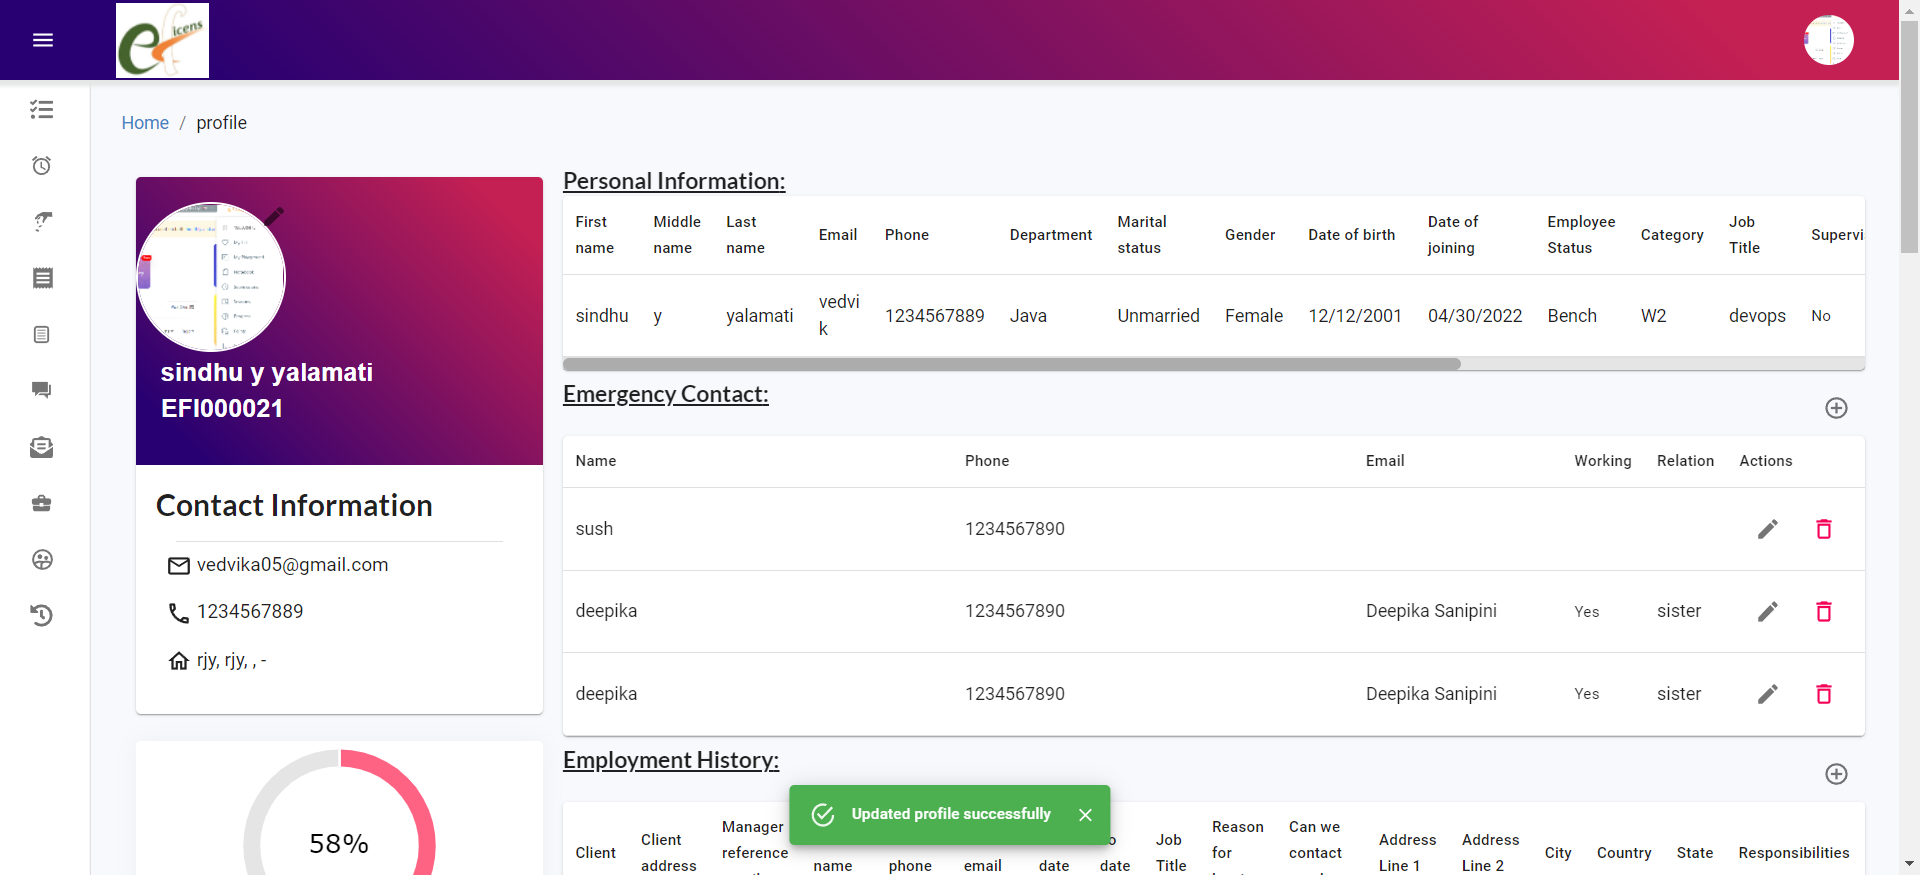 eficens
Home / profile
sindhu y yalamati
EFI000021
Contact Information
vedvika05@gmail.com
1234567889
rjy, rjy, , -
58%
Personal Information:
First name Middle name Last name Email Phone Department Marital status Gender Date of birth Date of joining Employee Status Category Job Title Supervi
sindhu y yalamati vedvik 1234567889 Java Unmarried Female 12/12/2001 04/30/2022 Bench W2 devops No
Emergency Contact:
Name Phone Email Working Relation Actions
sush 1234567890
deepika 1234567890 Deepika Sanipini Yes sister
deepika 1234567890 Deepika Sanipini Yes sister
Employment History:
Updated profile successfully
Client Client address Manager reference name phone email date date Job Title Reason for Can we contact Address Line 1 Address Line 2 City Country State Responsibilities